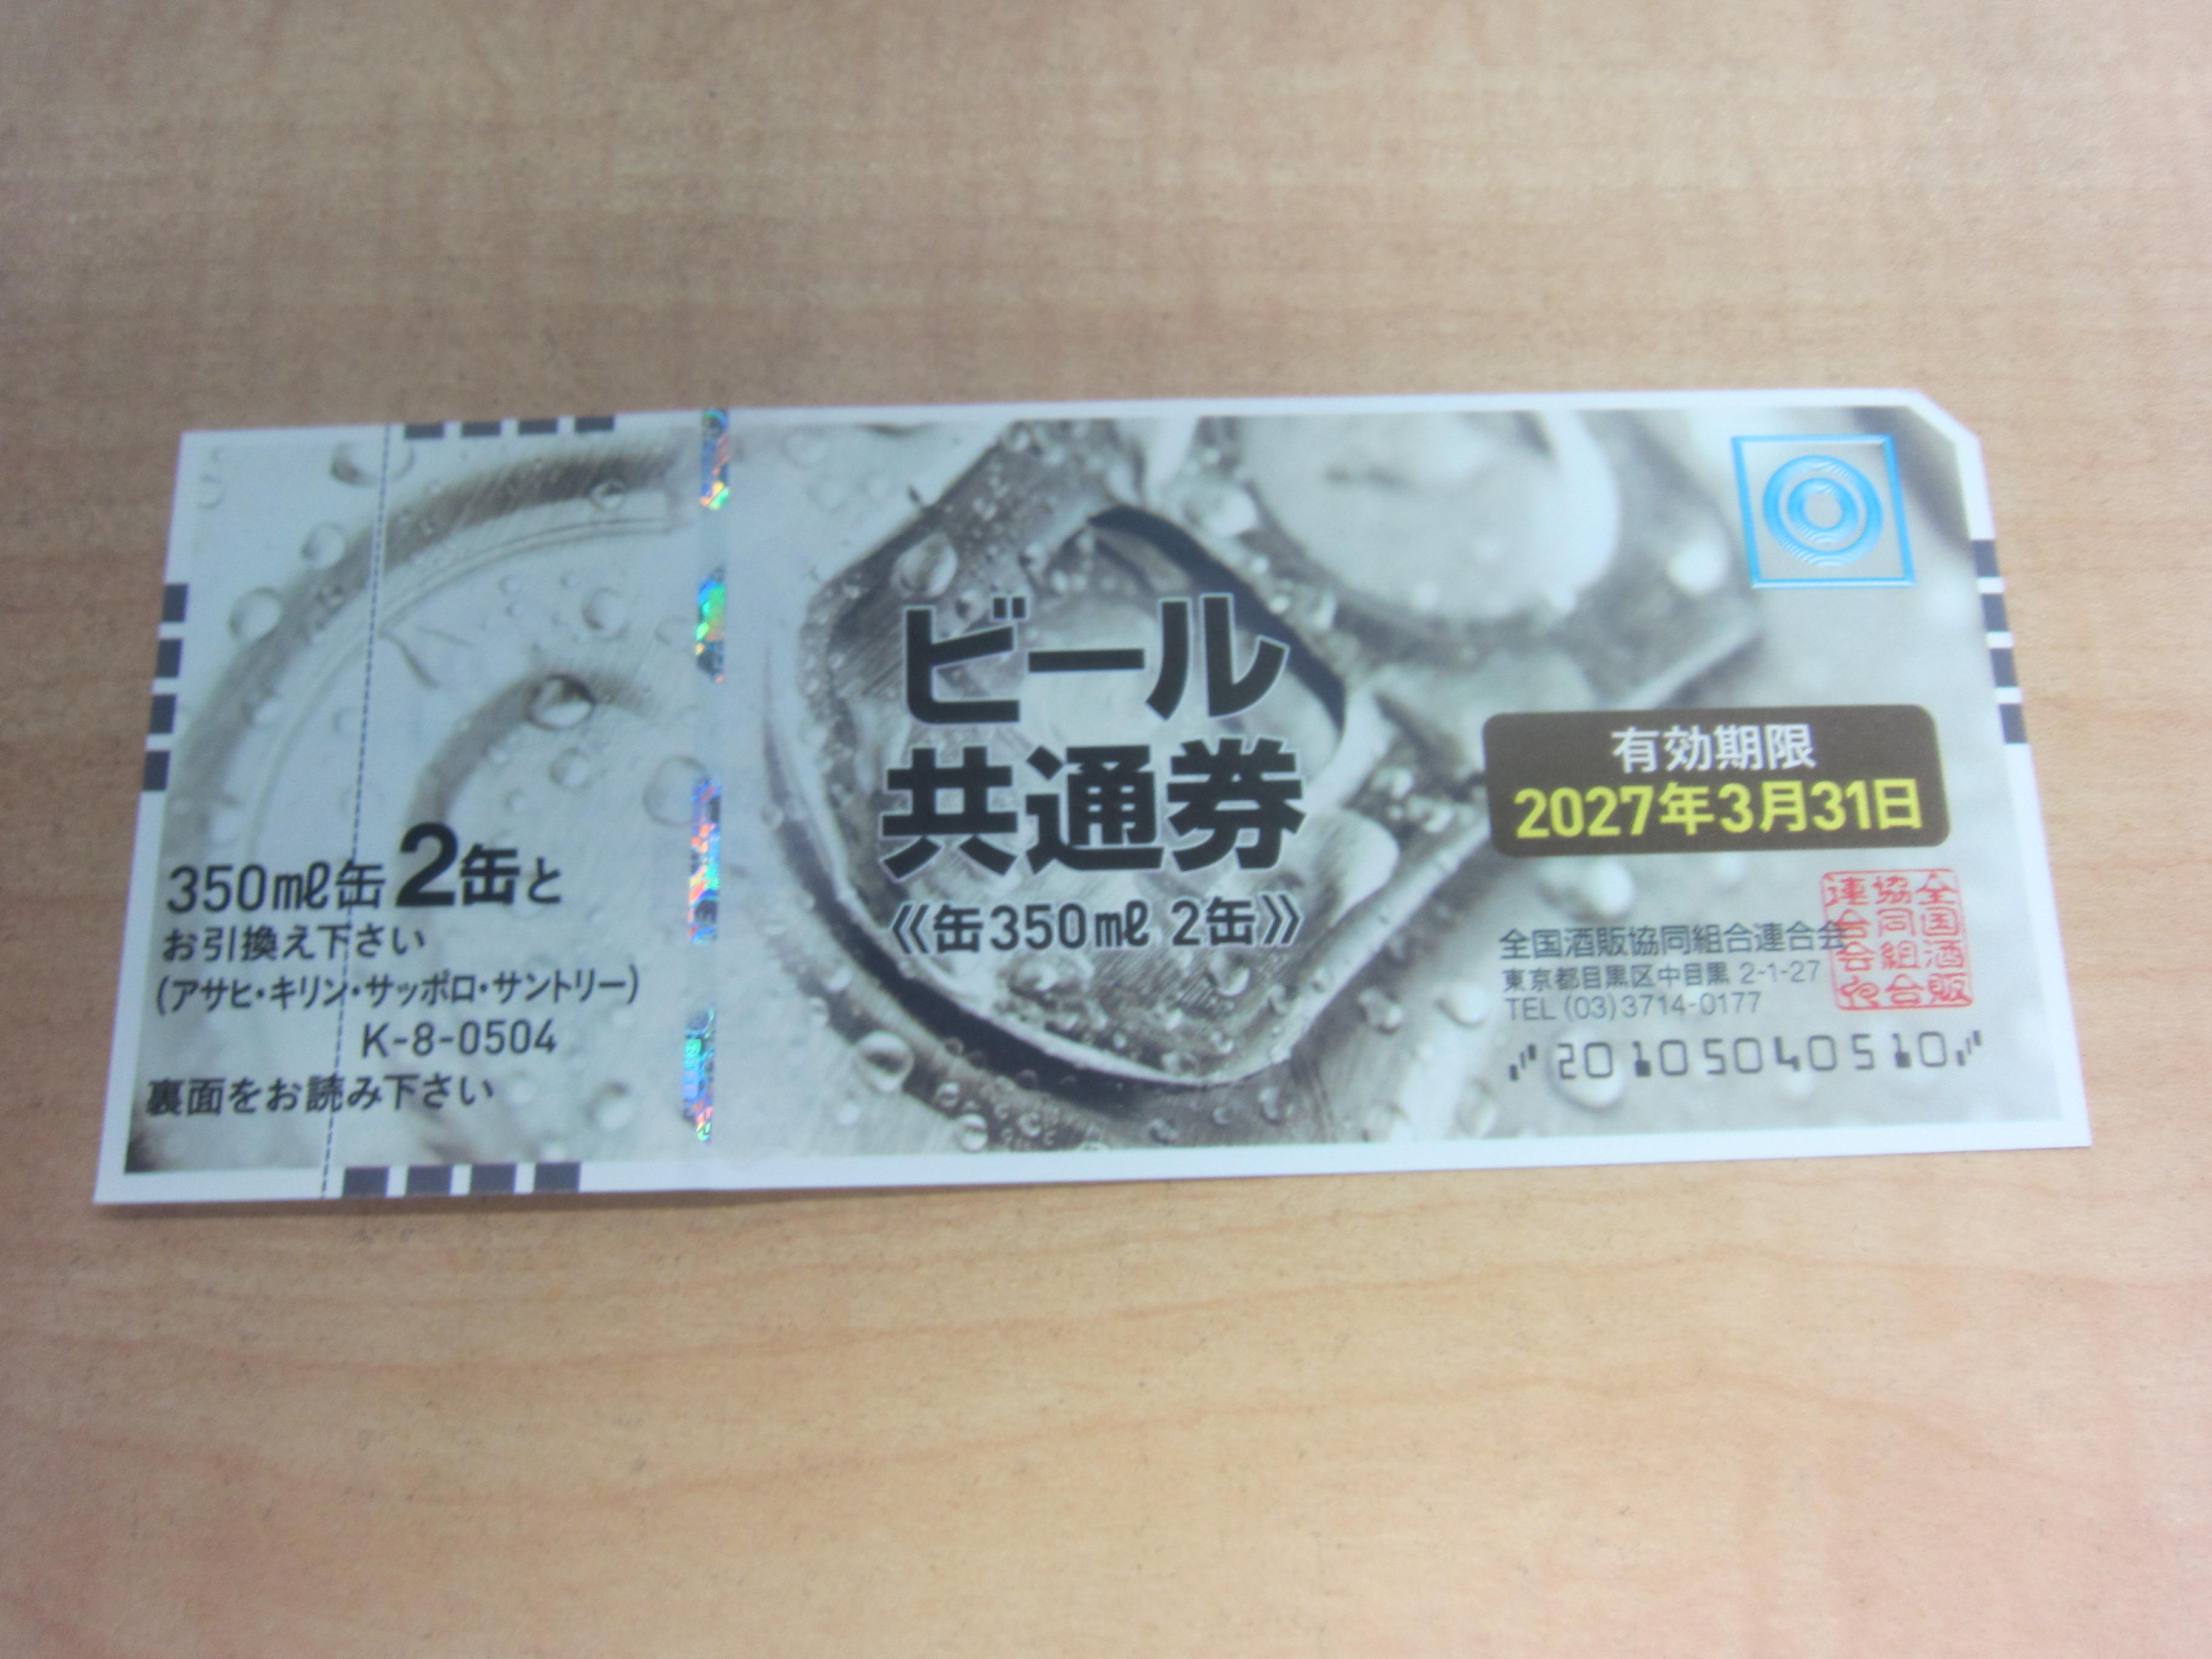 350㎖缶2缶と
お引換え下さい
(アサヒ・キリン・サッポロ・サントリー)
K-8-0504
裏面をお読み下さい
ビール
共通券
《缶350㎖ 2缶》
有効期限
2027年3月31日
全国酒販協同組合連合会
東京都目黒区中目黒 2-1-27
TEL (03)3714-0177
20105040510
全国酒販
協同組合
連合会印